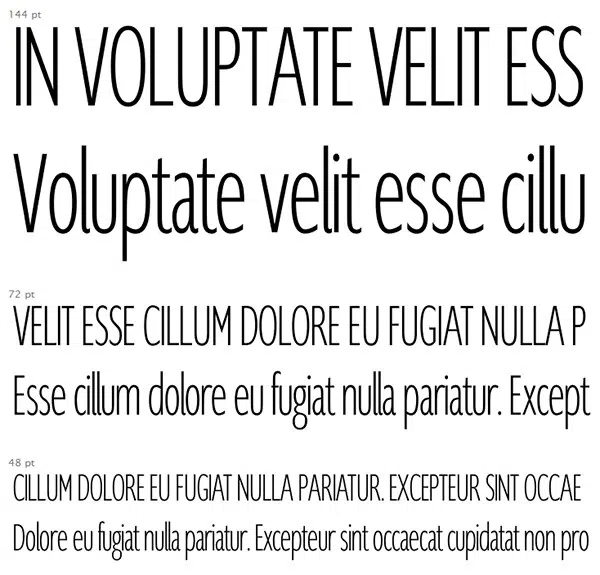 144 pt
IN VOLUPTATE VELIT ESS
Voluptate velit esse cillu
72 pt
VELIT ESSE CILLUM DOLORE EU FUGIAT NULLA P
Esse cillum dolore eu fugiat nulla pariatur. Except
48 pt
CILLUM DOLORE EU FUGIAT NULLA PARIATUR. EXCEPTEUR SINT OCCAE
Dolore eu fugiat nulla pariatur. Excepteur sint occaecat cupidatat non pro